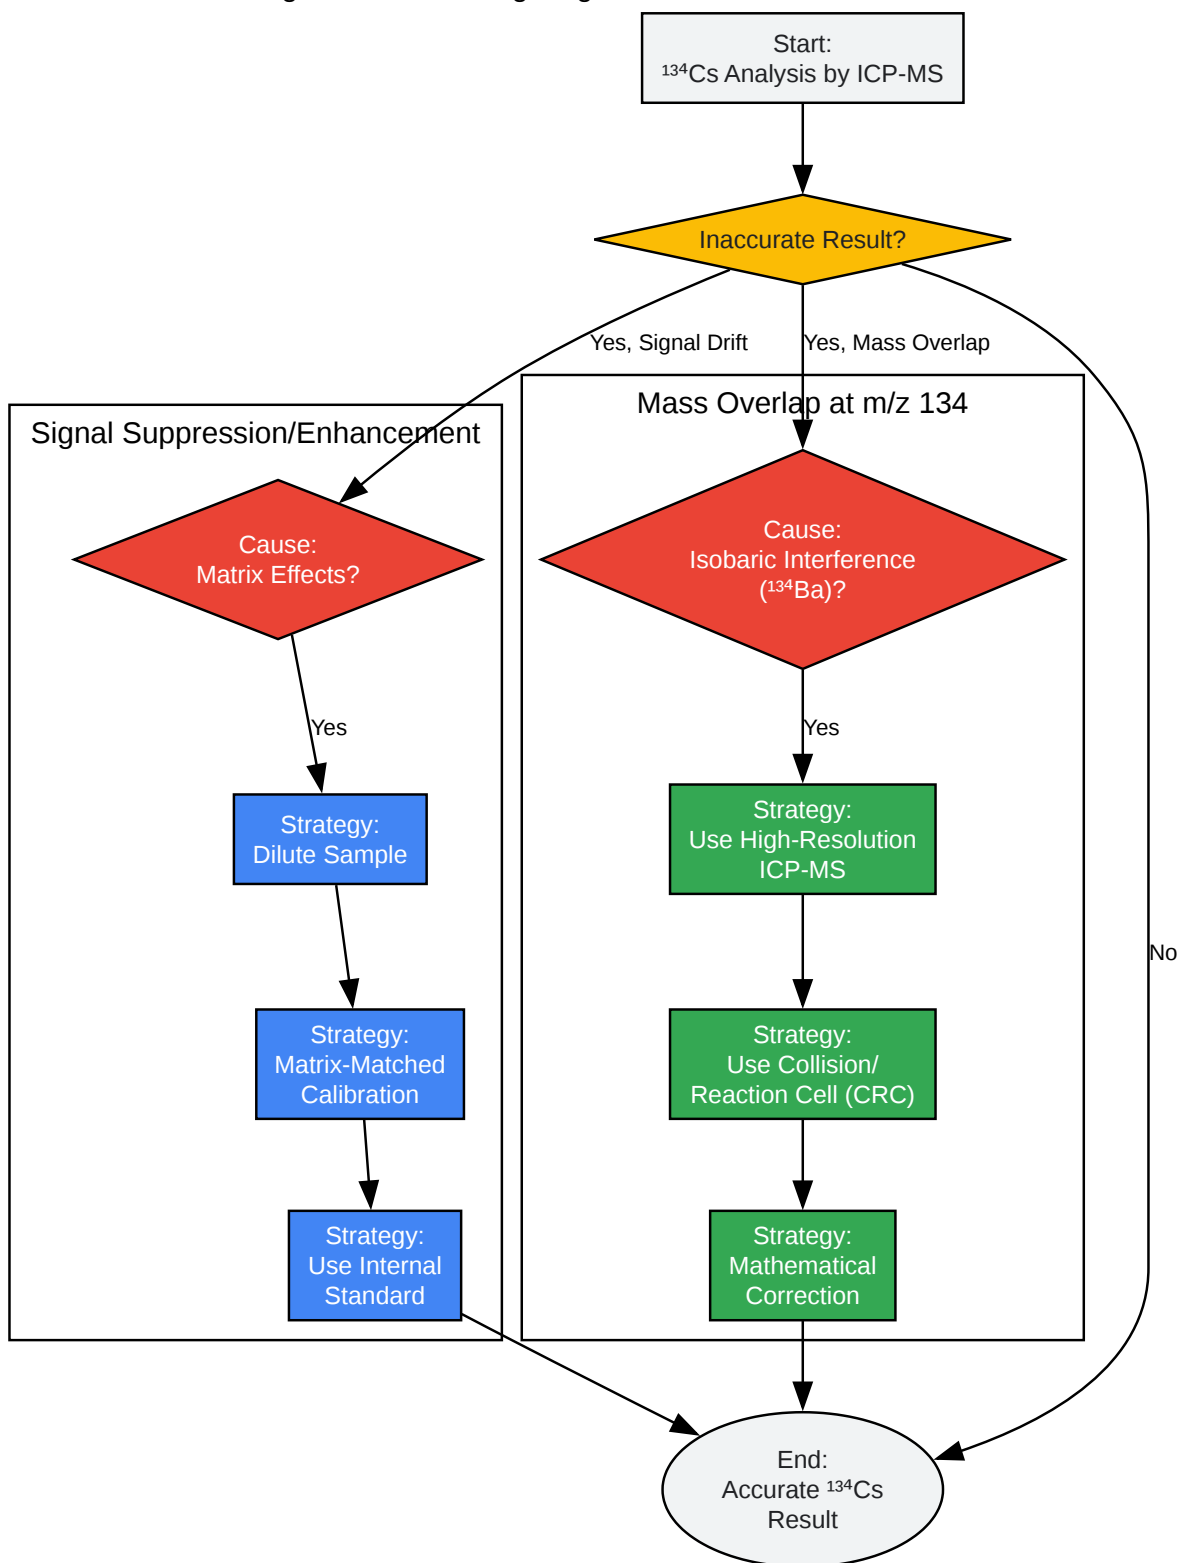 Start:
¹³⁴Cs Analysis by ICP-MS
Inaccurate Result?
Yes, Signal Drift
Yes, Mass Overlap
Mass Overlap at m/z 134
Signal Suppression/Enhancement
Cause:
Matrix Effects?
Cause:
Isobaric Interference
(¹³⁴Ba)?
Yes
Yes
Strategy:
Dilute Sample
Strategy:
Use High-Resolution
ICP-MS
No
Strategy:
Matrix-Matched
Calibration
Strategy:
Use Collision/
Reaction Cell (CRC)
Strategy:
Use Internal
Standard
Strategy:
Mathematical
Correction
End:
Accurate ¹³⁴Cs
Result